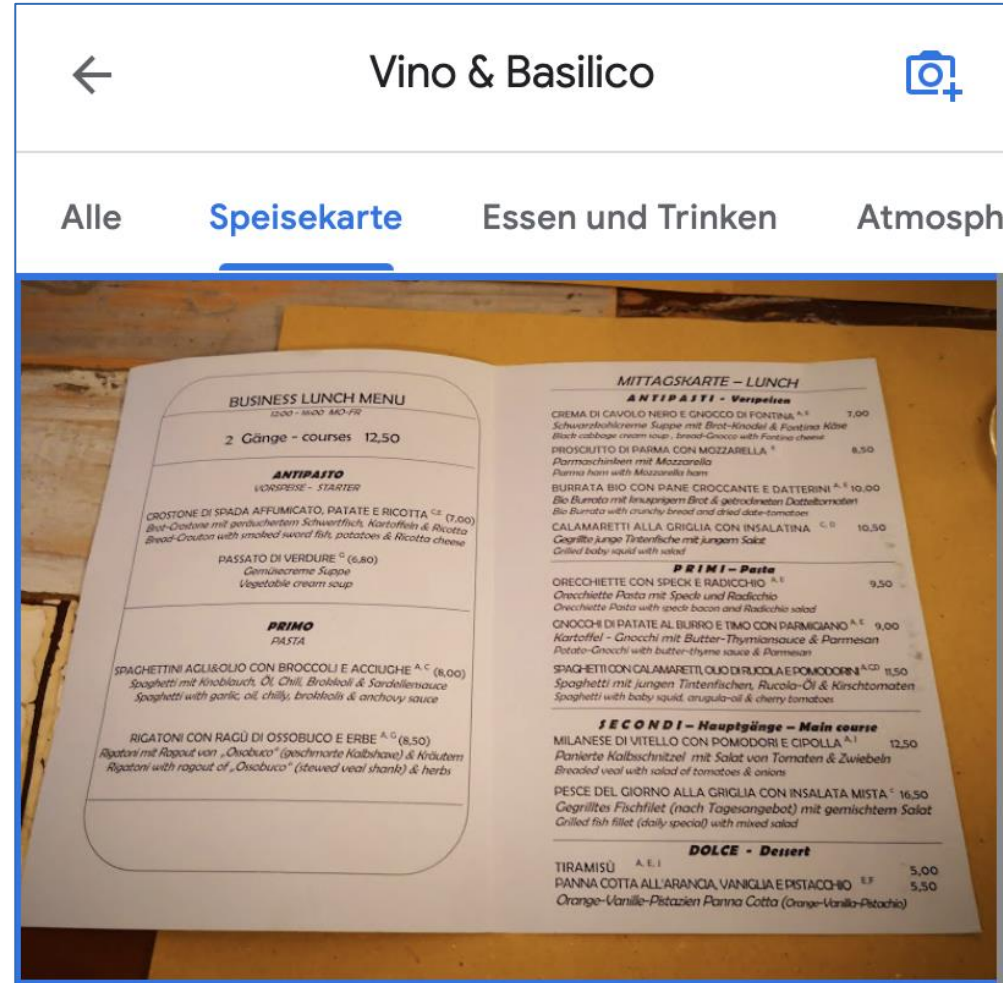 Vino & Basilico
Alle Speisekarte Essen und Trinken Atmosph
BUSINESS LUNCH MENU
12:00 - 16:00 MO-FR
2 Gänge - courses 12,50
ANTIPASTO
VORSPEISE - STARTER
CROSTONE DI SPADA AFFUMICATO, PATATE E RICOTTA (7,00)
Brot-Crostone mit geräuchertem Schwertfisch, Kartoffeln & Ricotta
Bread-Crouton with smoked sword fish, potatoes & Ricotta cheese
PASSATO DI VERDURE G (6,80)
Gemüsecreme Suppe
Vegetable cream soup
PRIMO
PASTA
SPAGHETTINI AGLI&OLIO CON BROCCOLI E ACCIUGHE A, C (8,00)
Spaghetti mit Knoblauch, Öl, Chili, Brokkoli & Sardellensauce
Spaghetti with garlic, oil, chilly, brokkolis & anchovy sauce
RIGATONI CON RAGÙ DI OSSOBUCO E ERBE A, G (8,50)
Rigatoni mit Ragout von „Osobuco" (geschmorte Kalbshaxe) & Kräutern
Rigatoni with ragout of „Ossobuco" (stewed veal shank) & herbs
MITTAGSKARTE – LUNCH
ANTIPASTI - Vorspeisen
CREMA DI CAVOLO NERO E GNOCCO DI FONTINA A, E 7,00
Schwarzkohlcreme Suppe mit Brot-Knodel & Fontina Käse
Black cabbage cream soup , bread-Gnocco with Fontina cheese
PROSCIUTTO DI PARMA CON MOZZARELLA 8,50
Parmaschinken mit Mozzarella
Parma ham with Mozzarella ham
BURRATA BIO CON PANE CROCCANTE E DATTERINI A, E 10,00
Bio Burrata mit knusprigem Brot & getrockneten Datteltomaten
Bio Burrata with crunchy bread and dried date-tomatoes
CALAMARETTI ALLA GRIGLIA CON INSALATINA C, D 10,50
Gegrillte junge Tintenfische mit jungem Salat
Grilled baby squid with salad
PRIMI – Pasta
ORECCHIETTE CON SPECK E RADICCHIO A, E 9,50
Orecchiette Pasta mit Speck und Radicchio
Orecchiette Pasta with speck bacon and Radicchio salad
GNOCCHI DI PATATE AL BURRO E TIMO CON PARMIGIANO A, E 9,00
Kartoffel - Gnocchi mit Butter-Thymiansauce & Parmesan
Potato-Gnocchi with butter-thyme sauce & Parmesan
SPAGHETTI CON CALAMARETTI, OLIO DI RUCOLA E POMODORINI A,C,D 11,50
Spaghetti mit jungen Tintenfischen, Rucola-Öl & Kirschtomaten
Spaghetti with baby squid, arugula-oil & cherry tomatoes
SECONDI – Hauptgänge – Main course
MILANESE DI VITELLO CON POMODORI E CIPOLLA A, I 12,50
Panierte Kalbschnitzel mit Salat von Tomaten & Zwiebeln
Breaded veal with salad of tomatoes & onions
PESCE DEL GIORNO ALLA GRIGLIA CON INSALATA MISTA C 16,50
Gegrilltes Fischfilet (nach Tagesangebot) mit gemischtem Salat
Grilled fish fillet (daily special) with mixed salad
DOLCE - Dessert
TIRAMISÙ A, E, I 5,00
PANNA COTTA ALL'ARANCIA, VANIGLIA E PISTACCHIO E,F 5,50
Orange-Vanille-Pistazien Panna Cotta (Orange-Vanilla-Pistachio)